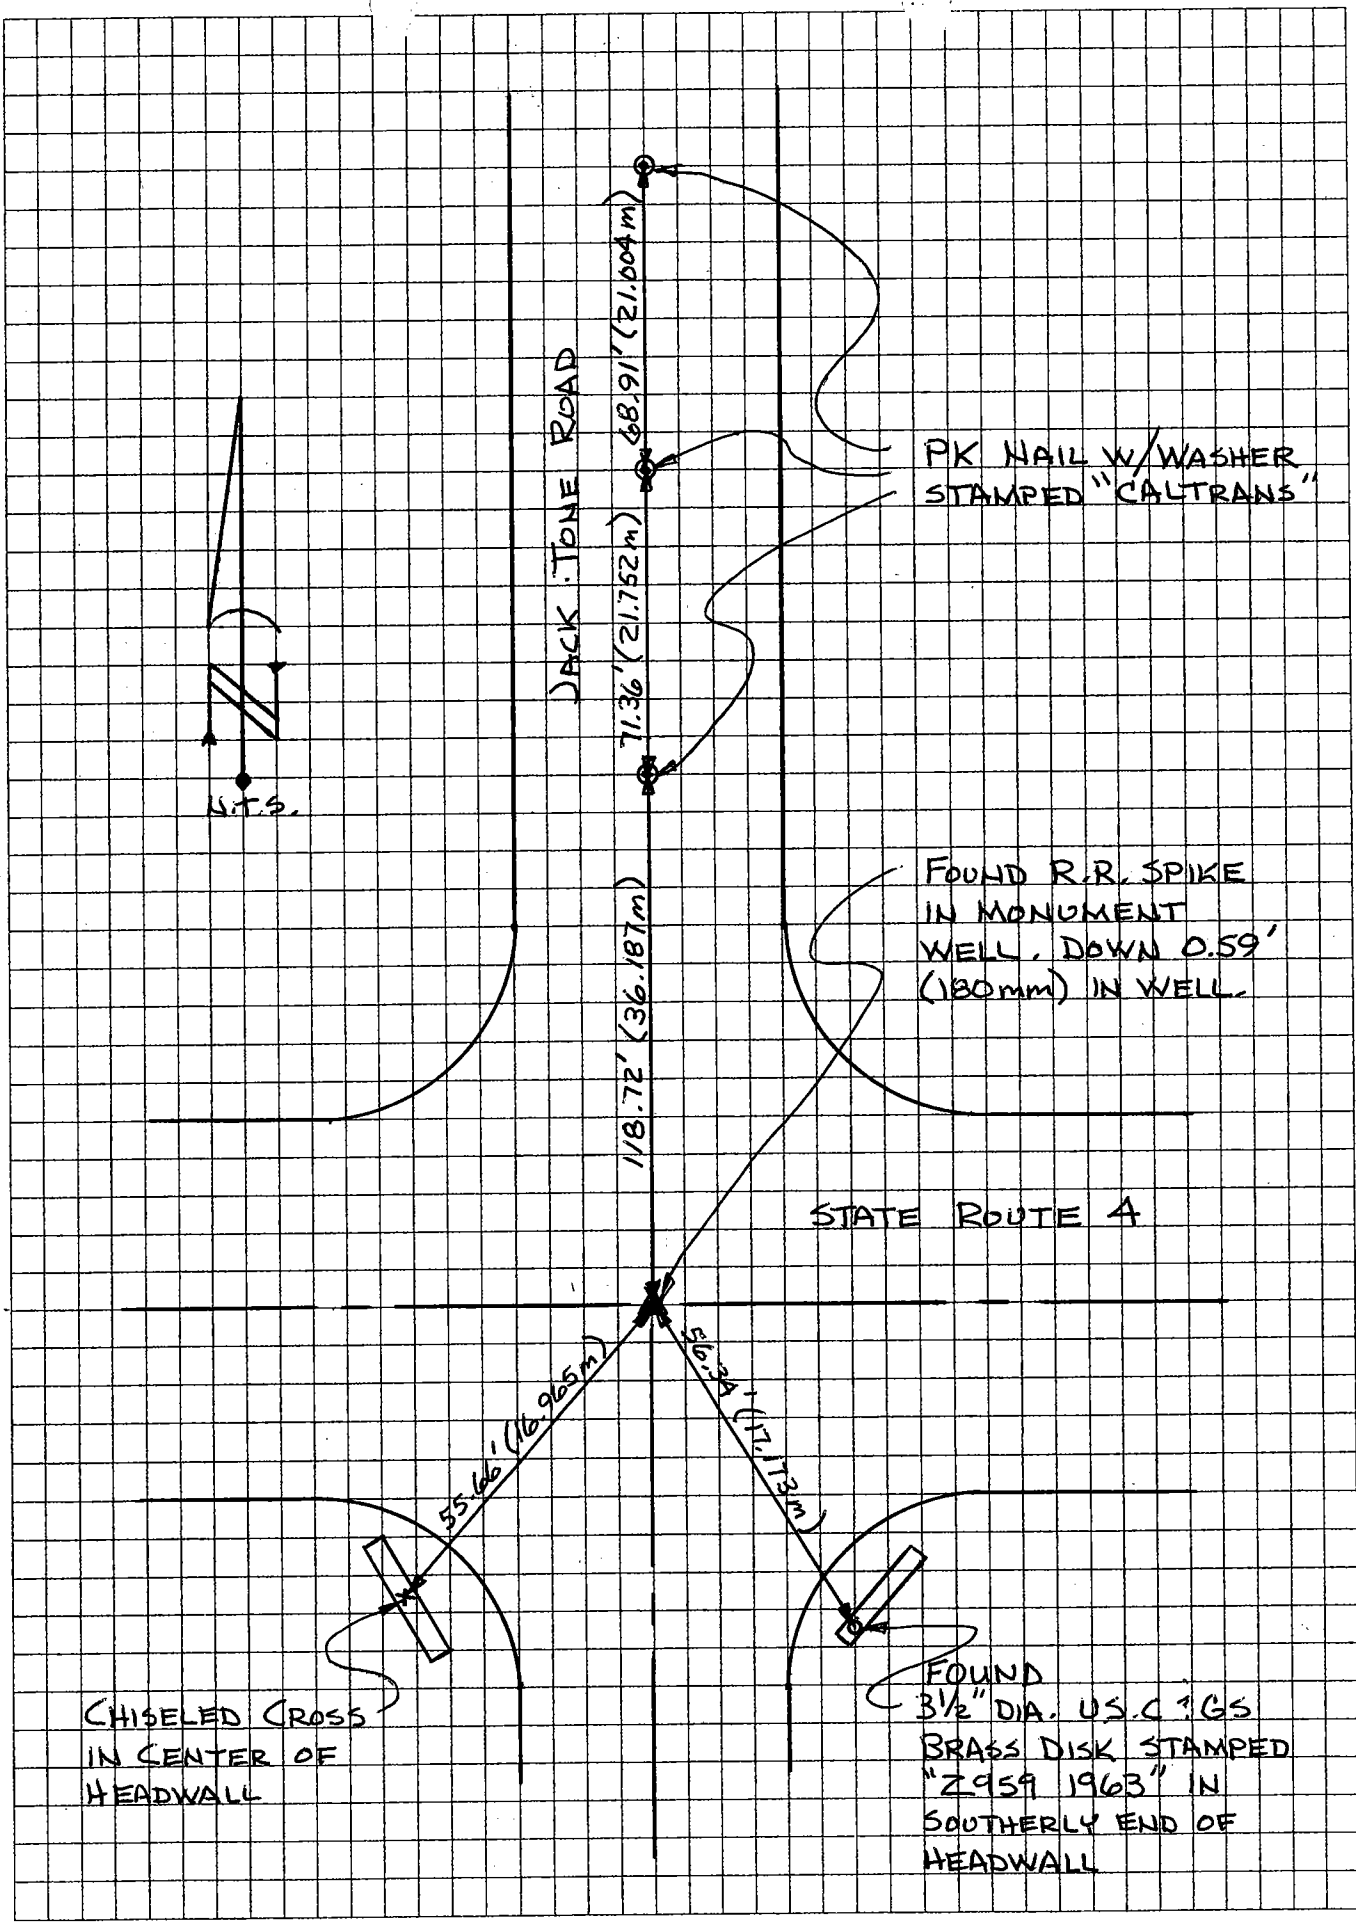 68.91' (21.004m)
JACK TONE ROAD
PK NAIL W/WASHER
STAMPED "CALTRANS"
71.36' (21.752m)
N.T.S.
FOUND R.R. SPIKE
IN MONUMENT
WELL. DOWN 0.59'
(180mm) IN WELL.
118.72' (36.187m)
STATE ROUTE 4
55.66' (16.965m)
56.34' (17.173m)
CHISELED CROSS
IN CENTER OF
HEADWALL
FOUND
3½" DIA. U.S.C & GS
BRASS DISK STAMPED
"Z959 1963" IN
SOUTHERLY END OF
HEADWALL